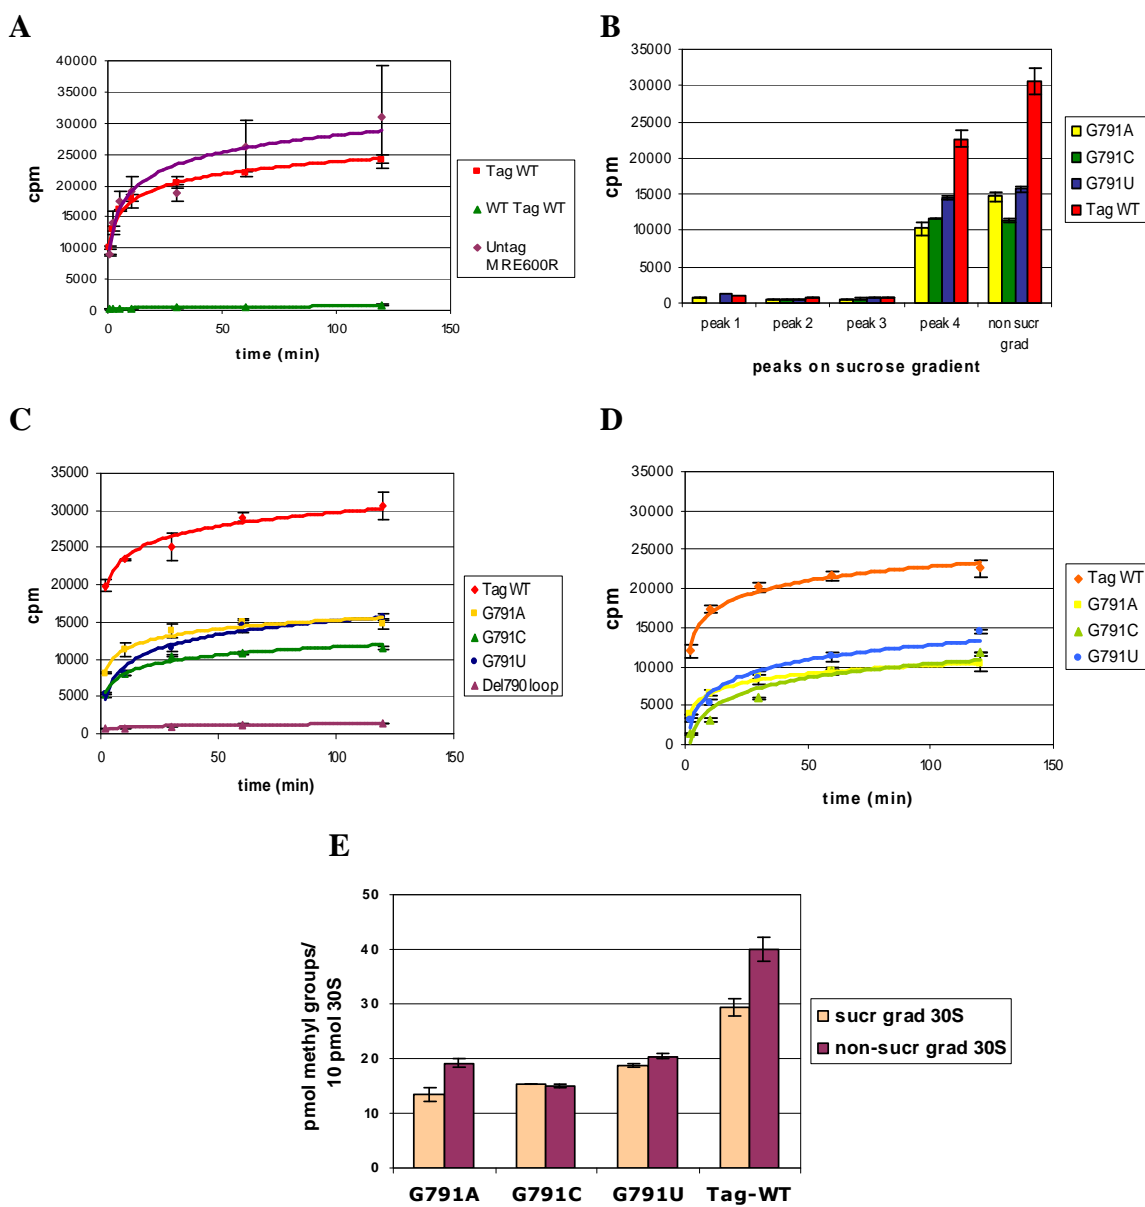 A
40000
35000
30000
25000
20000
15000
10000
5000
0
0 50 100 150
cpm
time (min)
Tag WT
WT Tag WT
Untag
MRE600R
B
35000
30000
25000
20000
15000
10000
5000
0
cpm
peak 1 peak 2 peak 3 peak 4 non sucr
grad
peaks on sucrose gradient
G791A
G791C
G791U
Tag WT
C
35000
30000
25000
20000
15000
10000
5000
0
0 50 100 150
cpm
time (min)
Tag WT
G791A
G791C
G791U
Del790 loop
D
35000
30000
25000
20000
15000
10000
5000
0
0 50 100 150
cpm
time (min)
Tag WT
G791A
G791C
G791U
E
50
40
30
20
10
0
pmol methyl groups/
10 pmol 30S
G791A G791C G791U Tag-WT
sucr grad 30S
non-sucr grad 30S